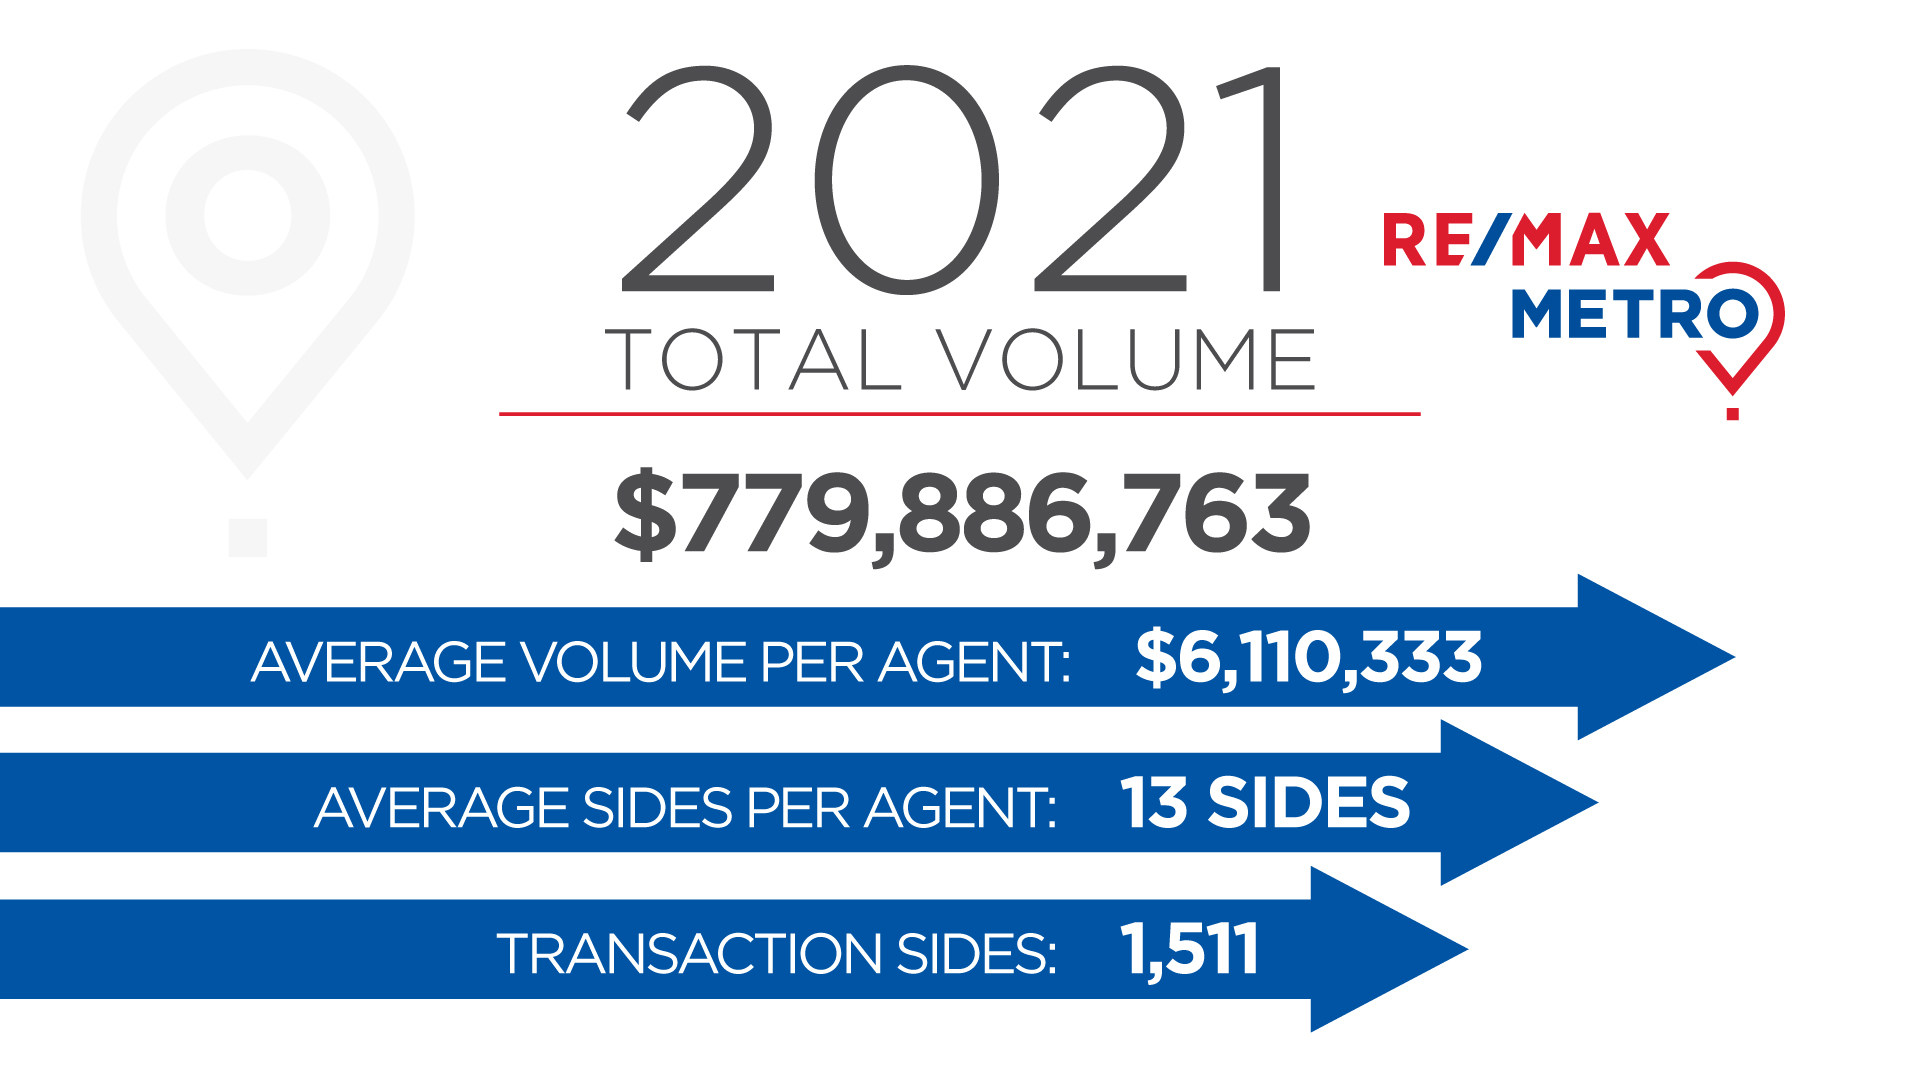 2021
TOTAL VOLUME
RE/MAX
METRO
$779,886,763
AVERAGE VOLUME PER AGENT: $6,110,333
AVERAGE SIDES PER AGENT: 13 SIDES
TRANSACTION SIDES: 1,511